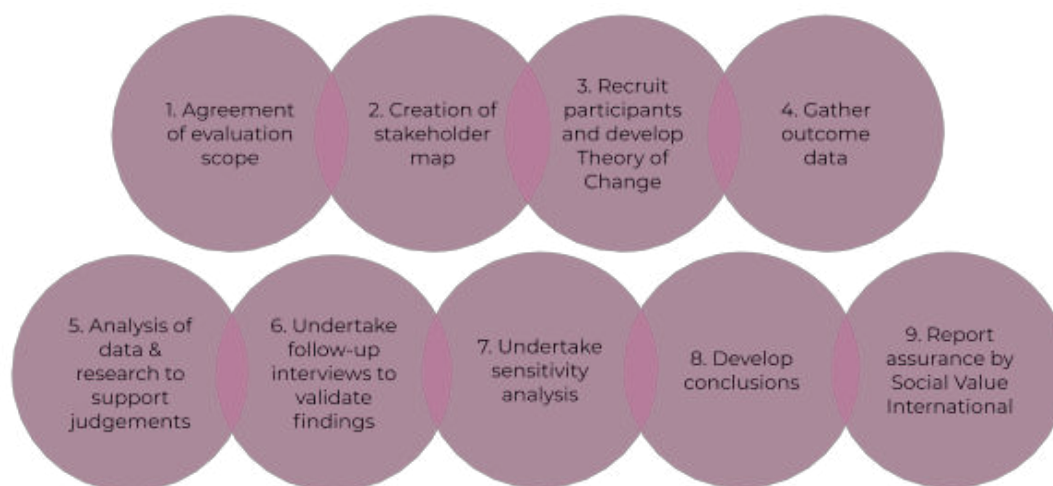 1. Agreement
of evaluation
scope
2. Creation of
stakeholder
map
3. Recruit
participants
and develop
Theory of
Change
4. Gather
outcome
data
5. Analysis of
data &
research to
support
judgements
6. Undertake
follow-up
interviews to
validate
findings
7. Undertake
sensitivity
analysis
8. Develop
conclusions
9. Report
assurance by
Social Value
International